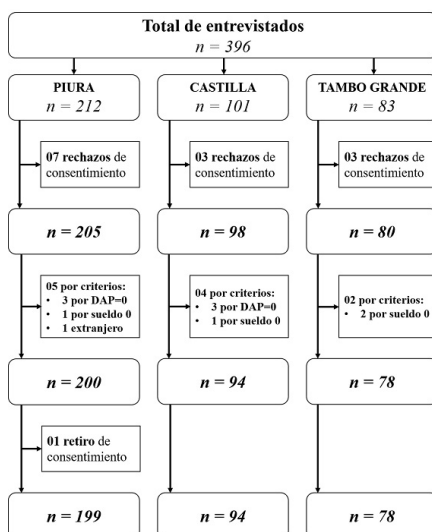 Total de entrevistados
n = 396
PIURA
n = 212
CASTILLA
n = 101
TAMBO GRANDE
n = 83
07 rechazos de
consentimiento
03 rechazos de
consentimiento
03 rechazos de
consentimiento
n = 205
n = 98
n = 80
05 por criterios:
• 3 por DAP=0
• 1 por sueldo 0
• 1 extranjero
04 por criterios:
• 3 por DAP=0
• 1 por sueldo 0
02 por criterios:
• 2 por sueldo 0
n = 200
n = 94
n = 78
01 retiro de
consentimiento
n = 199
n = 94
n = 78